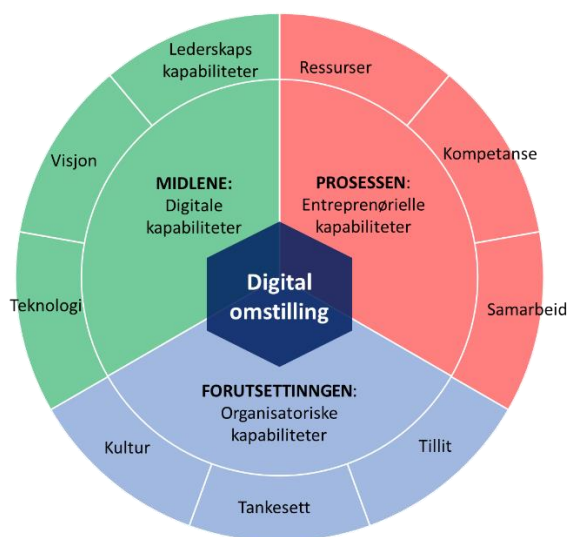 Lederskaps
kapabiliteter
Ressurser
Visjon
Kompetanse
MIDLENE:
Digitale
kapabiliteter
PROSESSEN:
Entreprenørielle
kapabiliteter
Digital
omstilling
Teknologi
Samarbeid
FORUTSETTINNGEN:
Organisatoriske
kapabiliteter
Kultur
Tillit
Tankesett